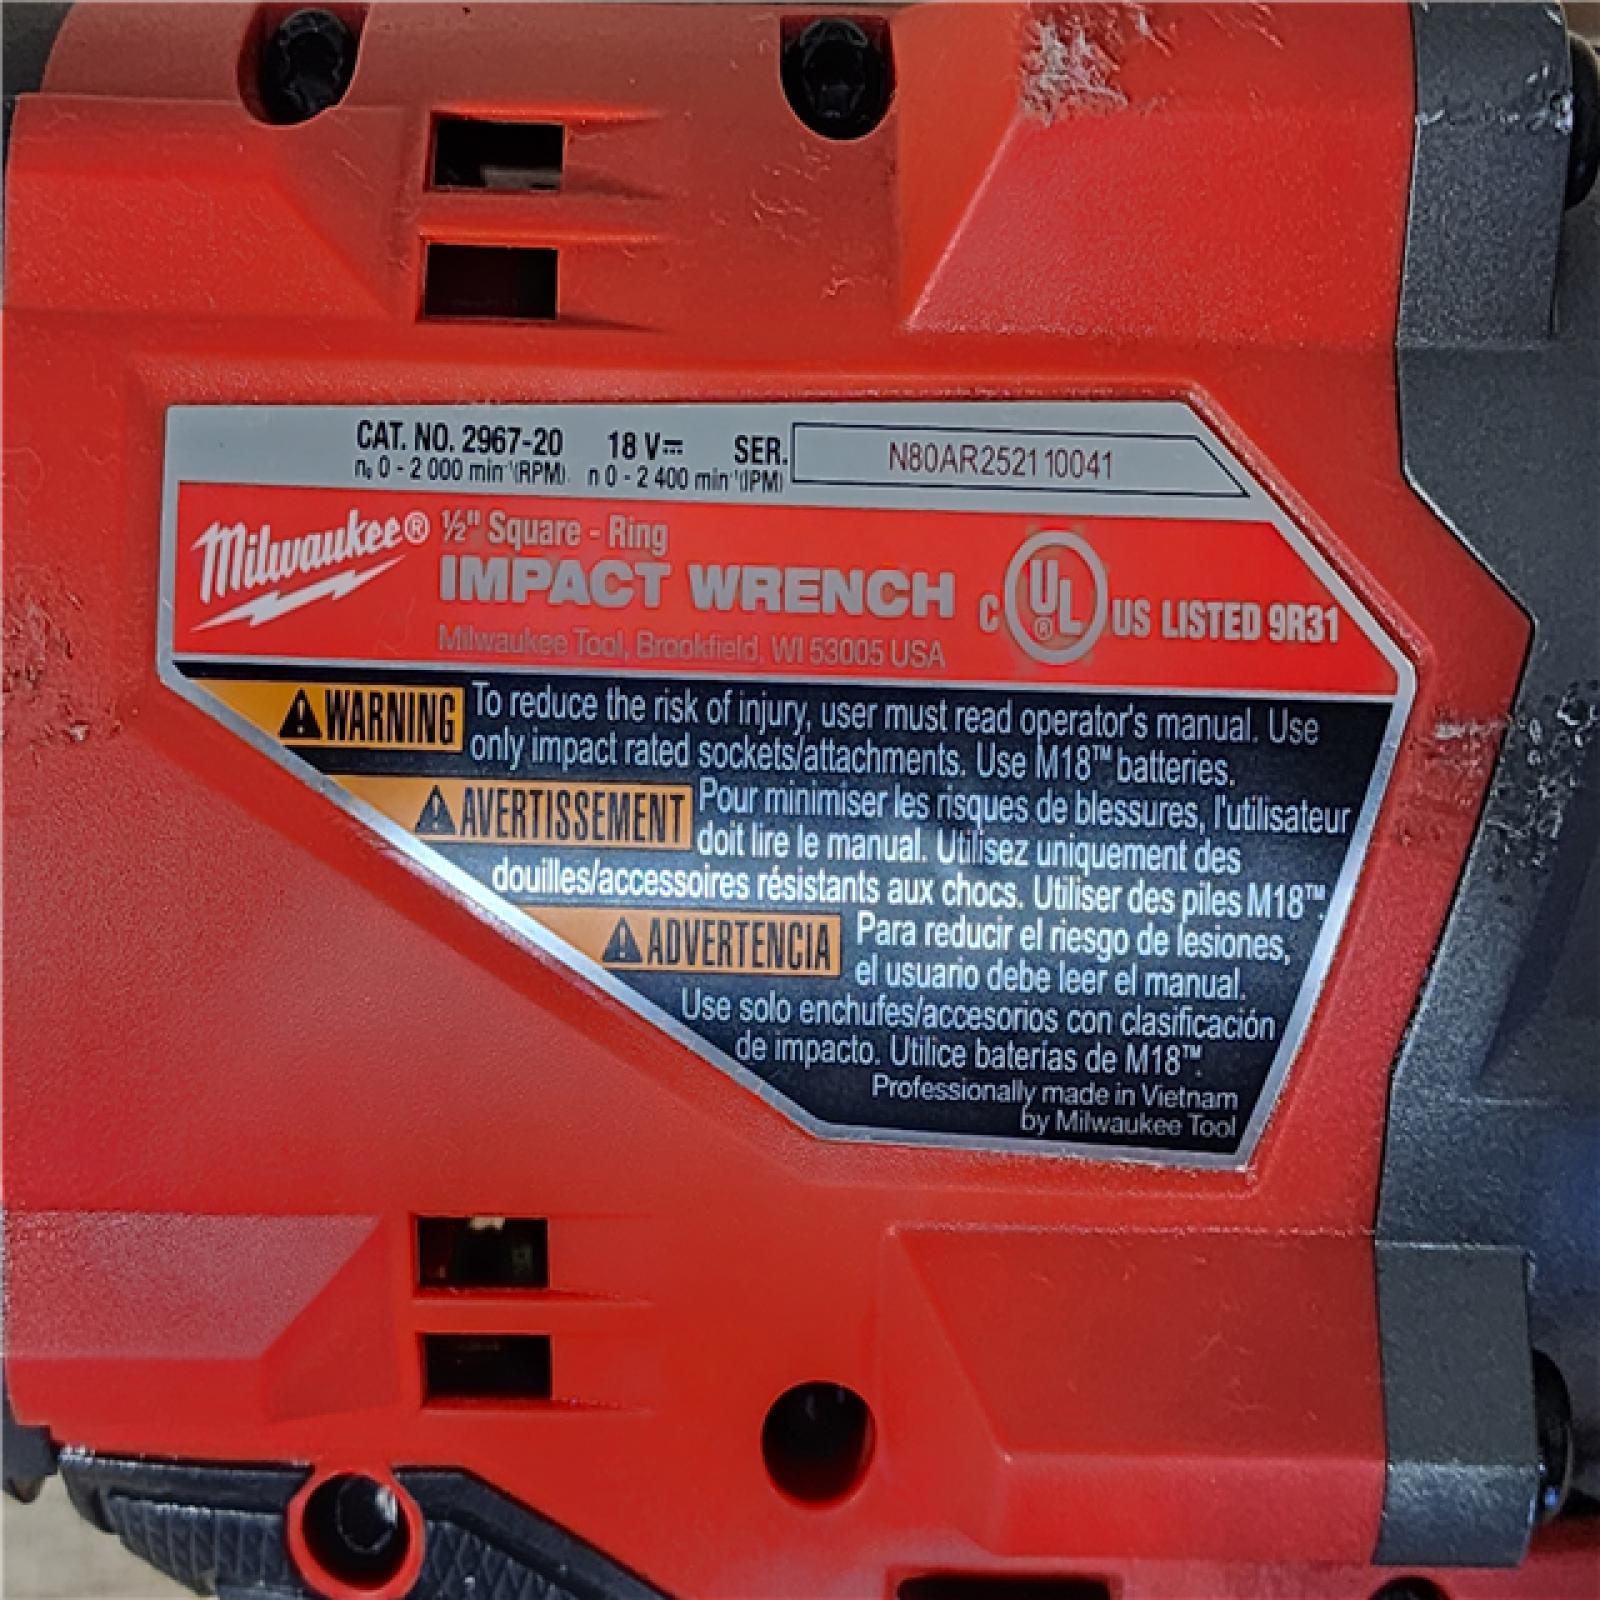 CAT. NO. 2967-20 18 V⎓ SER. N80AR252110041
n₀ 0 - 2 000 min⁻¹(RPM) n 0 - 2 400 min⁻¹(IPM)
Milwaukee® ½" Square - Ring
IMPACT WRENCH
Milwaukee Tool, Brookfield, WI 53005 USA
C UL® US LISTED 9R31
⚠WARNING To reduce the risk of injury, user must read operator's manual. Use
only impact rated sockets/attachments. Use M18™ batteries.
⚠AVERTISSEMENT Pour minimiser les risques de blessures, l'utilisateur
doit lire le manual. Utilisez uniquement des
douilles/accessoires résistants aux chocs. Utiliser des piles M18™.
⚠ADVERTENCIA Para reducir el riesgo de lesiones,
el usuario debe leer el manual.
Use solo enchufes/accesorios con clasificación
de impacto. Utilice baterías de M18™.
Professionally made in Vietnam
by Milwaukee Tool